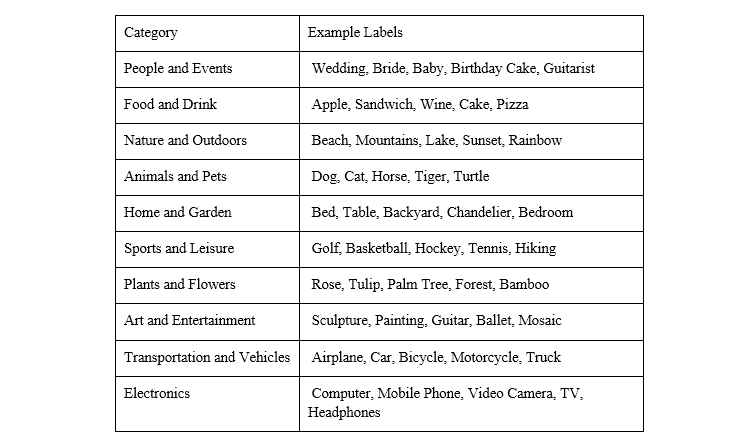 Category Example Labels
People and Events Wedding, Bride, Baby, Birthday Cake, Guitarist
Food and Drink Apple, Sandwich, Wine, Cake, Pizza
Nature and Outdoors Beach, Mountains, Lake, Sunset, Rainbow
Animals and Pets Dog, Cat, Horse, Tiger, Turtle
Home and Garden Bed, Table, Backyard, Chandelier, Bedroom
Sports and Leisure Golf, Basketball, Hockey, Tennis, Hiking
Plants and Flowers Rose, Tulip, Palm Tree, Forest, Bamboo
Art and Entertainment Sculpture, Painting, Guitar, Ballet, Mosaic
Transportation and Vehicles Airplane, Car, Bicycle, Motorcycle, Truck
Electronics Computer, Mobile Phone, Video Camera, TV,
Headphones